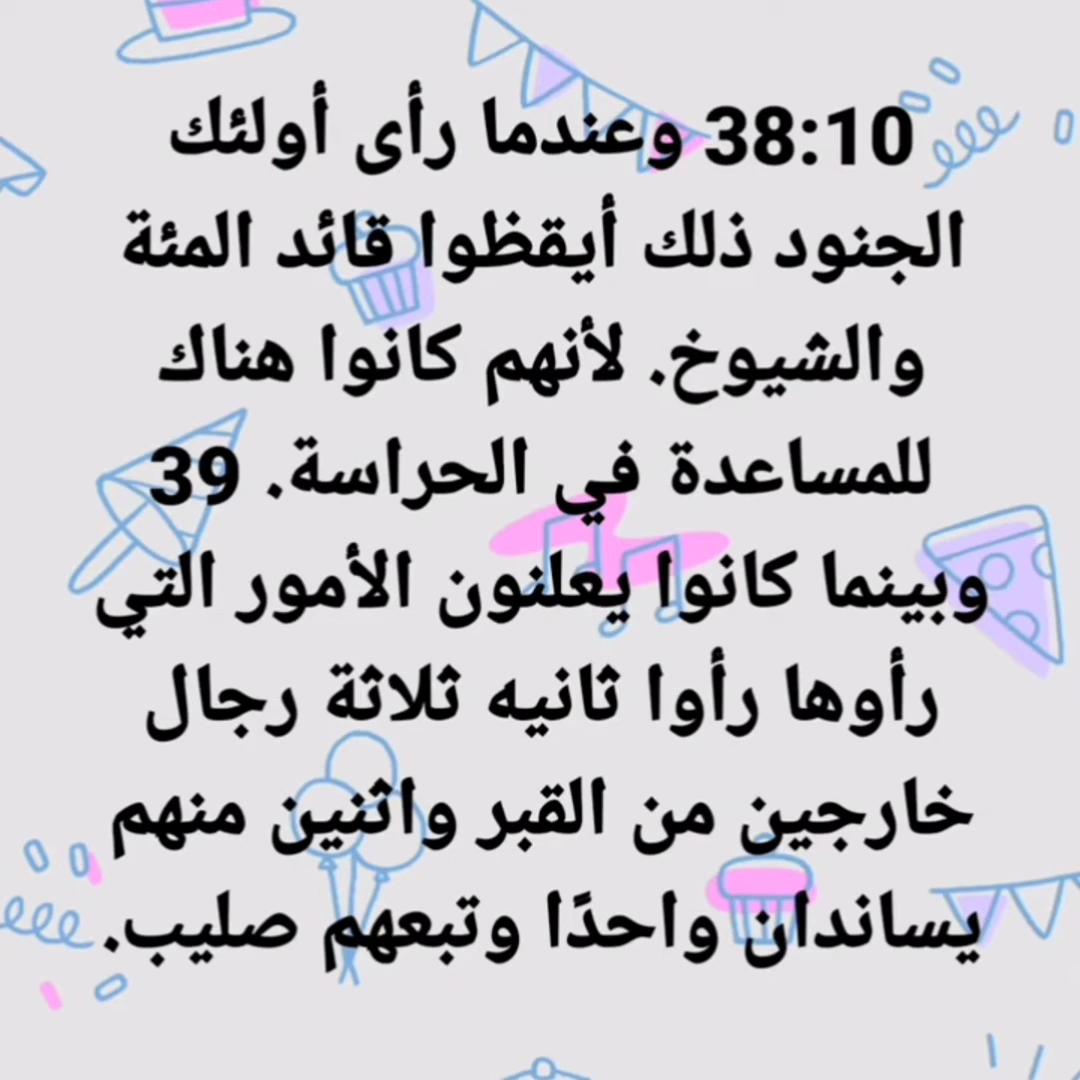 38:10 وعندما رأى أولئك
الجنود ذلك أيقظوا قائد المئة
والشيوخ. لأنهم كانوا هناك
للمساعدة في الحراسة. 39
وبينما كانوا يعلنون الأمور التي
رأوها رأوا ثانيه ثلاثة رجال
خارجين من القبر واثنين منهم
يساندان واحدًا وتبعهم صليب.